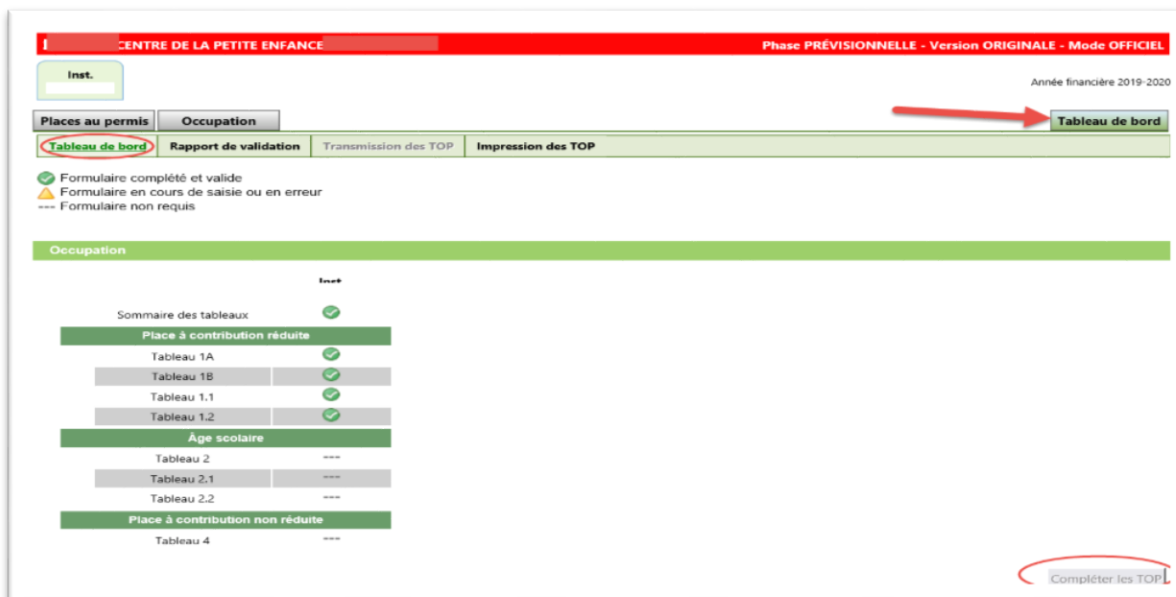 CENTRE DE LA PETITE ENFANCE
Phase PRÉVISIONNELLE - Version ORIGINALE - Mode OFFICIEL
Inst.
Année financière 2019-2020
Places au permis Occupation Tableau de bord
Tableau de bord Rapport de validation Transmission des TOP Impression des TOP
Formulaire complété et valide
Formulaire en cours de saisie ou en erreur
--- Formulaire non requis
Occupation
Inst
Sommaire des tableaux
Place à contribution réduite
Tableau 1A
Tableau 1B
Tableau 1.1
Tableau 1.2
Âge scolaire
Tableau 2 ---
Tableau 2.1 ---
Tableau 2.2 ---
Place à contribution non réduite
Tableau 4 ---
Compléter les TOP